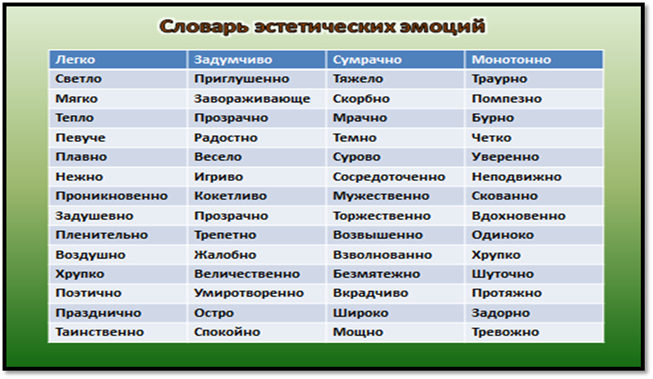 Словарь эстетических эмоций
Легко Задумчиво Сумрачно Монотонно
Светло Приглушенно Тяжело Траурно
Мягко Завораживающе Скорбно Помпезно
Тепло Прозрачно Мрачно Бурно
Певуче Радостно Темно Четко
Плавно Весело Сурово Уверенно
Нежно Игриво Сосредоточенно Неподвижно
Проникновенно Кокетливо Мужественно Скованно
Задушевно Прозрачно Торжественно Вдохновенно
Пленительно Трепетно Возвышенно Одиноко
Воздушно Жалобно Взволнованно Хрупко
Хрупко Величественно Безмятежно Шуточно
Поэтично Умиротворенно Вкрадчиво Протяжно
Празднично Остро Широко Задорно
Таинственно Спокойно Мощно Тревожно